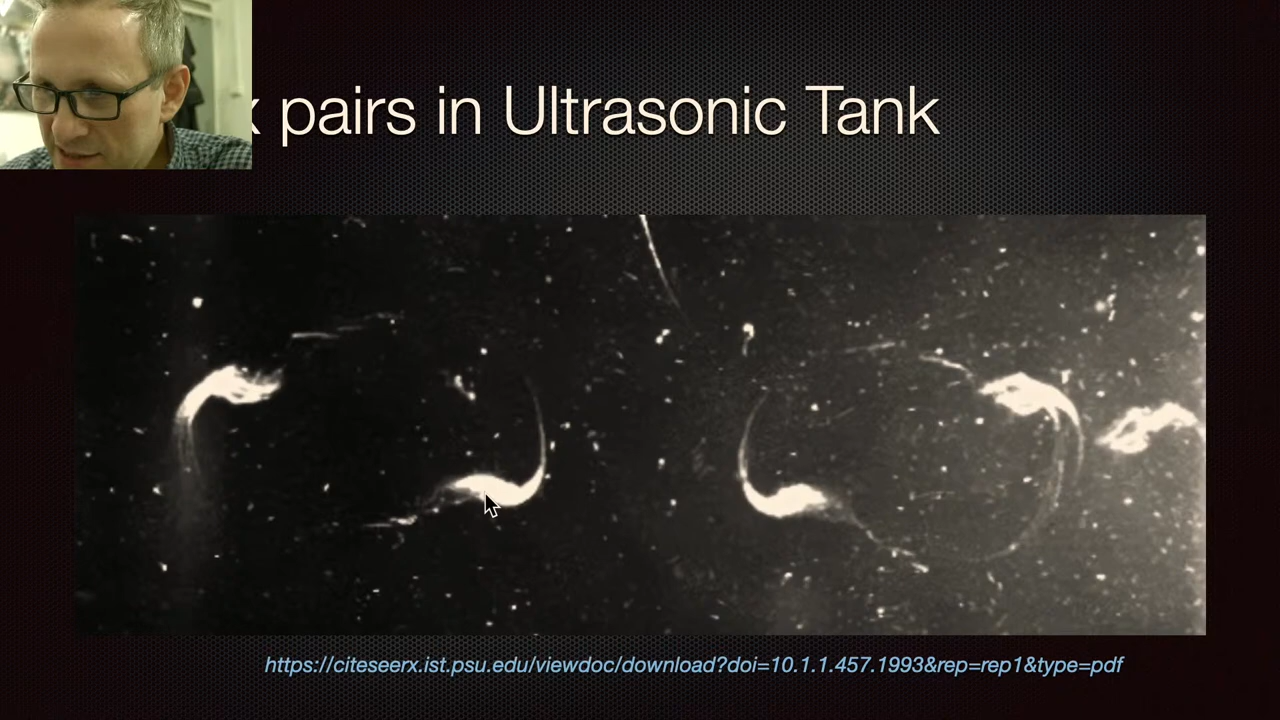 pairs in Ultrasonic Tank
https://citeseerx.ist.psu.edu/viewdoc/download?doi=10.1.1.457.1993&rep=rep1&type=pdf